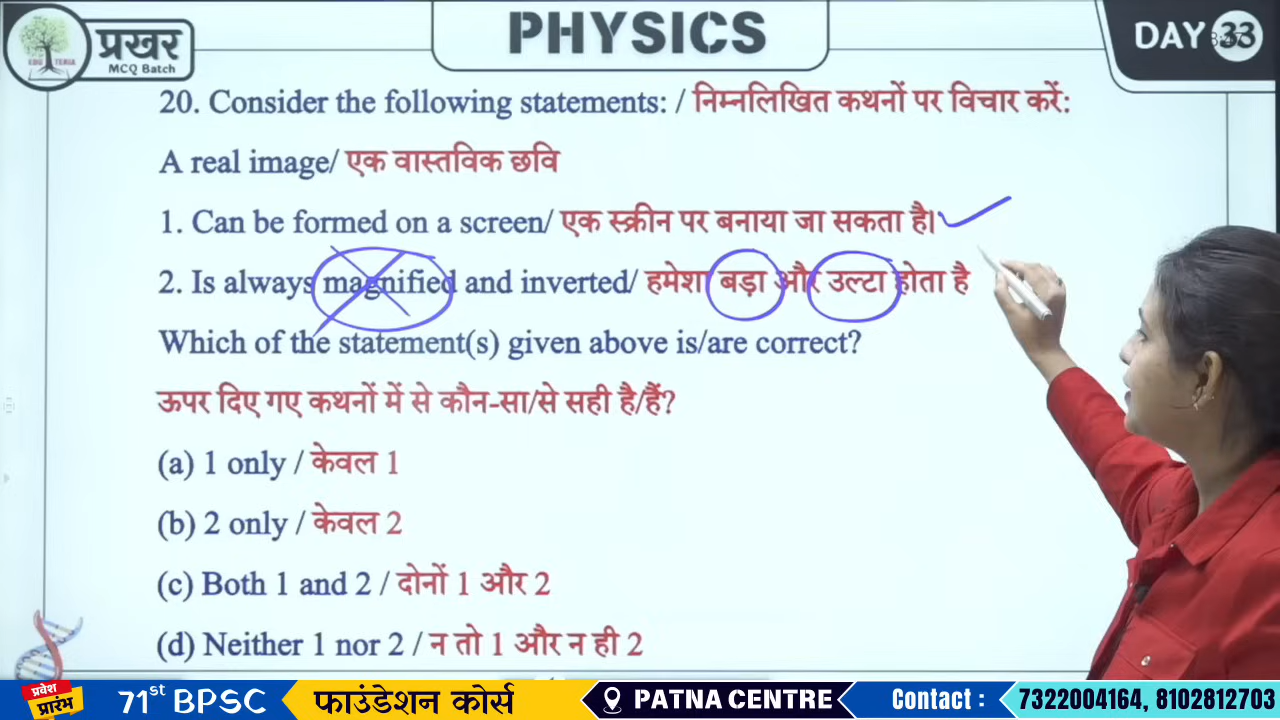 EDU TERIA
प्रखर
MCQ Batch
PHYSICS
DAY 33
20. Consider the following statements: / निम्नलिखित कथनों पर विचार करें:
A real image/ एक वास्तविक छवि
1. Can be formed on a screen/ एक स्क्रीन पर बनाया जा सकता है।
2. Is always magnified and inverted/ हमेशा बड़ा और उल्टा होता है
Which of the statement(s) given above is/are correct?
ऊपर दिए गए कथनों में से कौन-सा/से सही है/हैं?
(a) 1 only / केवल 1
(b) 2 only / केवल 2
(c) Both 1 and 2 / दोनों 1 और 2
(d) Neither 1 nor 2 / न तो 1 और न ही 2
प्रवेश प्रारंभ
71st BPSC
फाउंडेशन कोर्स
PATNA CENTRE
Contact :
7322004164, 8102812703